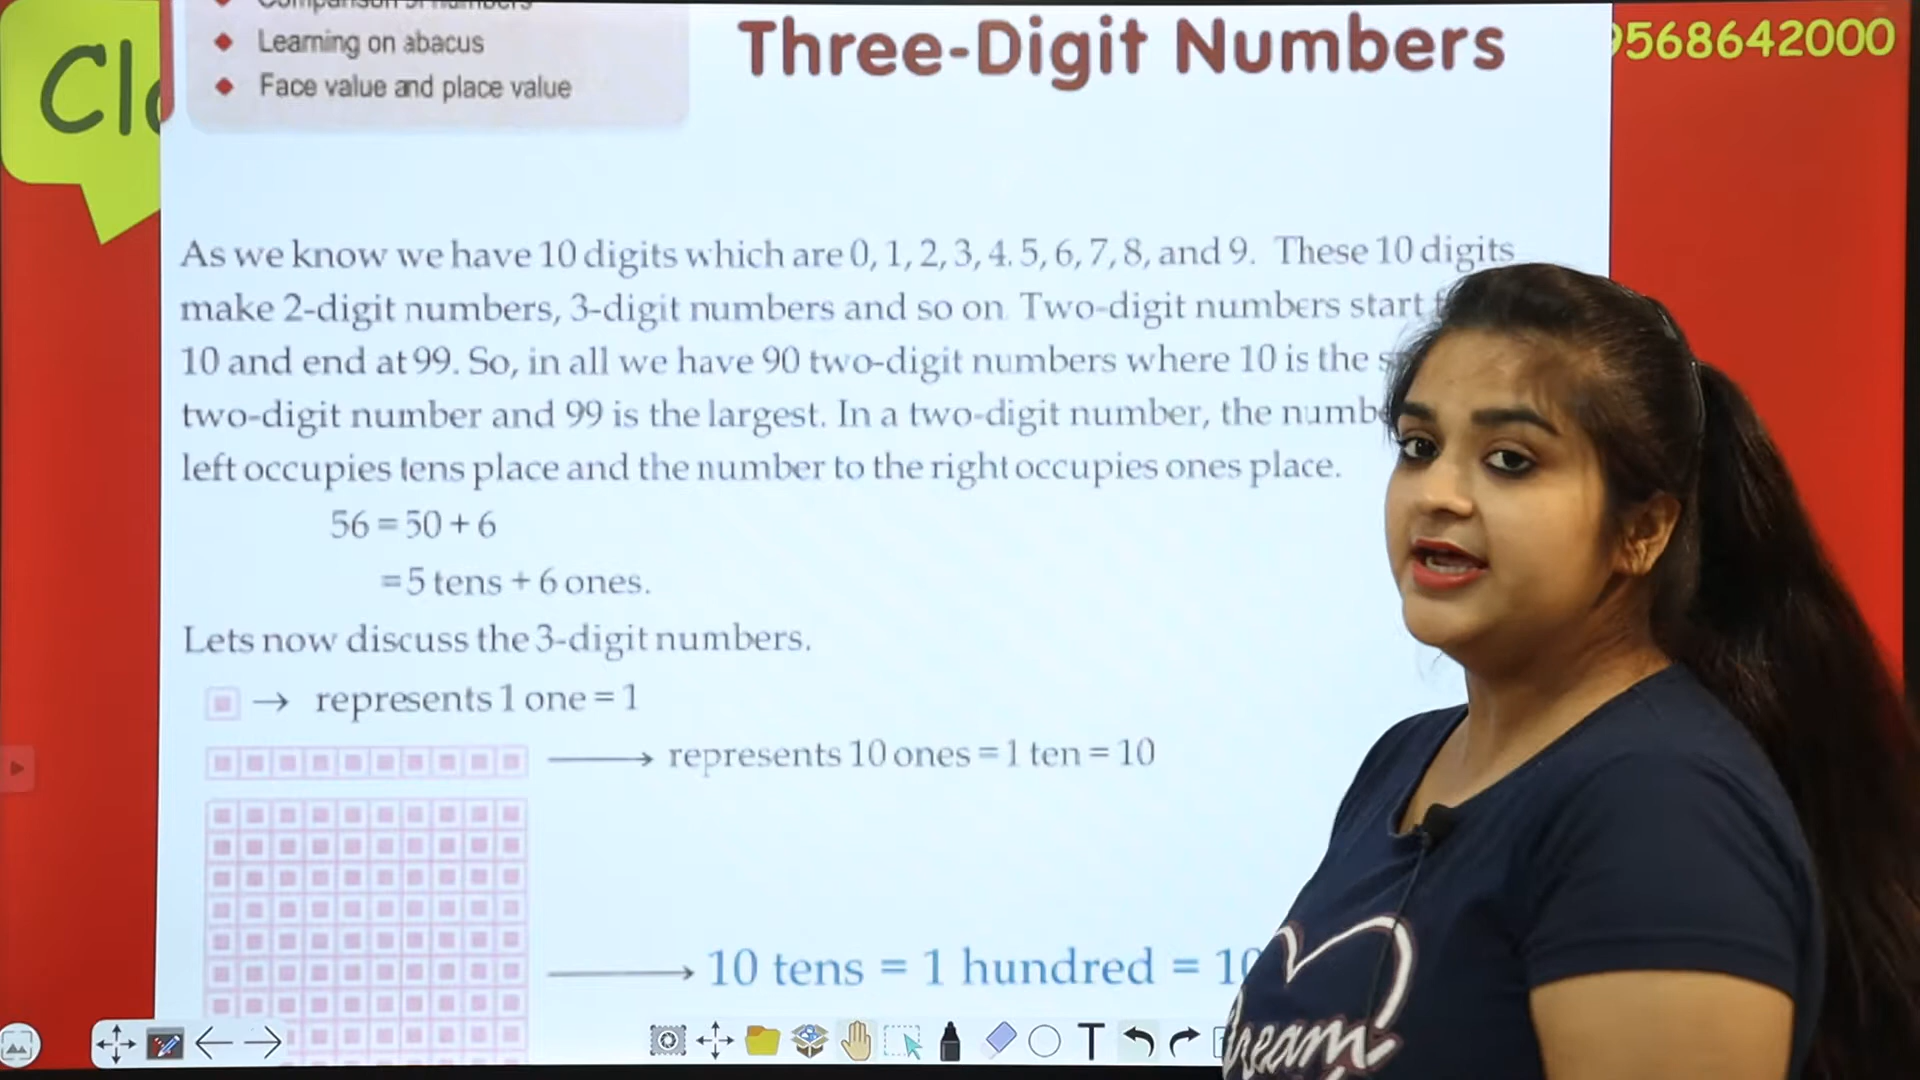 Comparison of numbers
Learning on abacus
Face value and place value
Three-Digit Numbers
9568642000
As we know we have 10 digits which are 0, 1, 2, 3, 4. 5, 6, 7, 8, and 9. These 10 digits
make 2-digit numbers, 3-digit numbers and so on Two-digit numbers start
10 and end at 99. So, in all we have 90 two-digit numbers where 10 is the
two-digit number and 99 is the largest. In a two-digit number, the
left occupies tens place and the number to the right occupies ones place.
56 = 50 + 6
= 5 tens + 6 ones.
Lets now discuss the 3-digit numbers.
→ represents 1 one = 1
→ represents 10 ones = 1 ten = 10
→ 10 tens = 1 hundred =
T